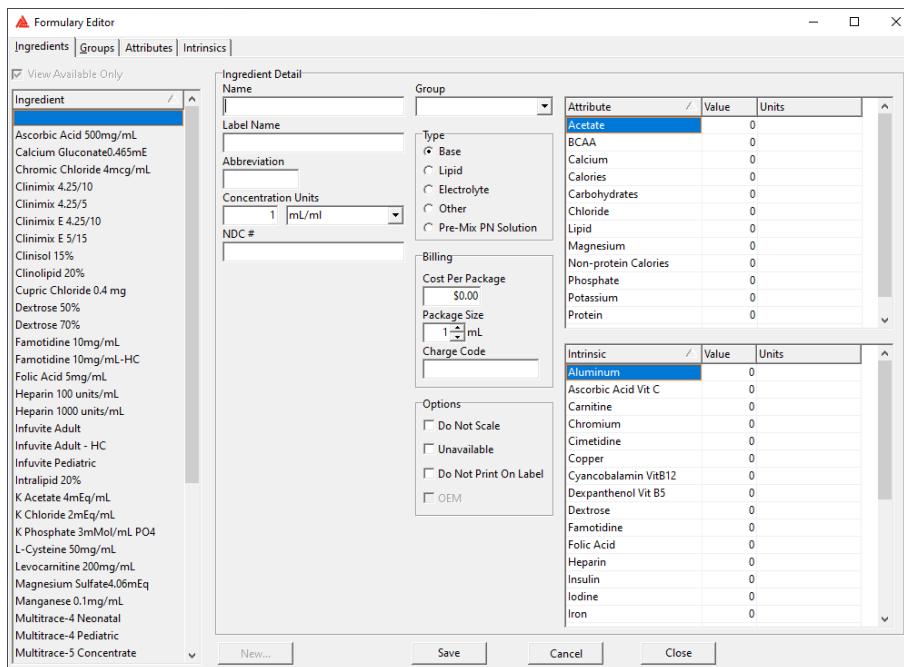 Formulary Editor
Ingredients Groups Attributes Intrinsics
View Available Only
Ingredient
Ascorbic Acid 500mg/mL
Calcium Gluconate0.465mE
Chromic Chloride 4mcg/mL
Clinimix 4.25/10
Clinimix 4.25/5
Clinimix E 4.25/10
Clinimix E 5/15
Clinisol 15%
Clinolipid 20%
Cupric Chloride 0.4 mg
Dextrose 50%
Dextrose 70%
Famotidine 10mg/mL
Famotidine 10mg/mL-HC
Folic Acid 5mg/mL
Heparin 100 units/mL
Heparin 1000 units/mL
Infuvite Adult
Infuvite Adult - HC
Infuvite Pediatric
Intralipid 20%
K Acetate 4mEq/mL
K Chloride 2mEq/mL
K Phosphate 3mMol/mL PO4
L-Cysteine 50mg/mL
Levocarnitine 200mg/mL
Magnesium Sulfate4.06mEq
Manganese 0.1mg/mL
Multitrace-4 Neonatal
Multitrace-4 Pediatric
Multitrace-5 Concentrate
Ingredient Detail
Name
Label Name
Abbreviation
Concentration Units
1 mL/ml
NDC #
Group
Type
Base
Lipid
Electrolyte
Other
Pre-Mix PN Solution
Billing
Cost Per Package
$0.00
Package Size
1 mL
Charge Code
Options
Do Not Scale
Unavailable
Do Not Print On Label
OEM
Attribute Value Units
Acetate 0
BCAA 0
Calcium 0
Calories 0
Carbohydrates 0
Chloride 0
Lipid 0
Magnesium 0
Non-protein Calories 0
Phosphate 0
Potassium 0
Protein 0
Intrinsic Value Units
Aluminum 0
Ascorbic Acid Vit C 0
Carnitine 0
Chromium 0
Cimetidine 0
Copper 0
Cyancobalamin VitB12 0
Dexpanthenol Vit B5 0
Dextrose 0
Famotidine 0
Folic Acid 0
Heparin 0
Insulin 0
Iodine 0
Iron 0
New... Save Cancel Close